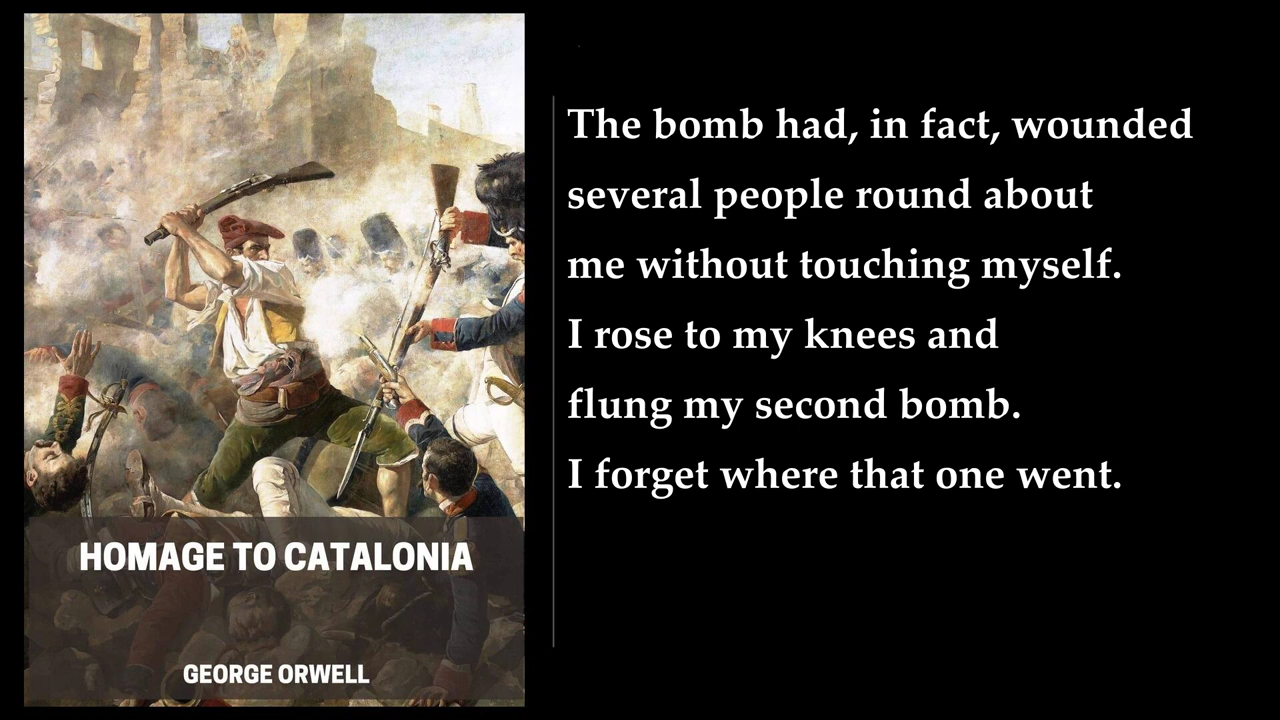 HOMAGE TO CATALONIA
GEORGE ORWELL
The bomb had, in fact, wounded
several people round about
me without touching myself.
I rose to my knees and
flung my second bomb.
I forget where that one went.